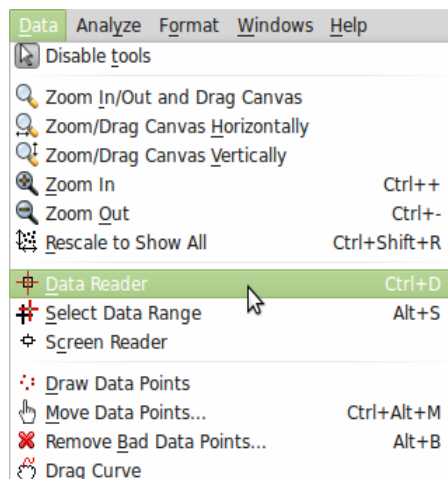 Data Analyze Format Windows Help
Disable tools
Zoom In/Out and Drag Canvas
Zoom/Drag Canvas Horizontally
Zoom/Drag Canvas Vertically
Zoom In Ctrl++
Zoom Out Ctrl+-
Rescale to Show All Ctrl+Shift+R
Data Reader Ctrl+D
Select Data Range Alt+S
Screen Reader
Draw Data Points
Move Data Points... Ctrl+Alt+M
Remove Bad Data Points... Alt+B
Drag Curve